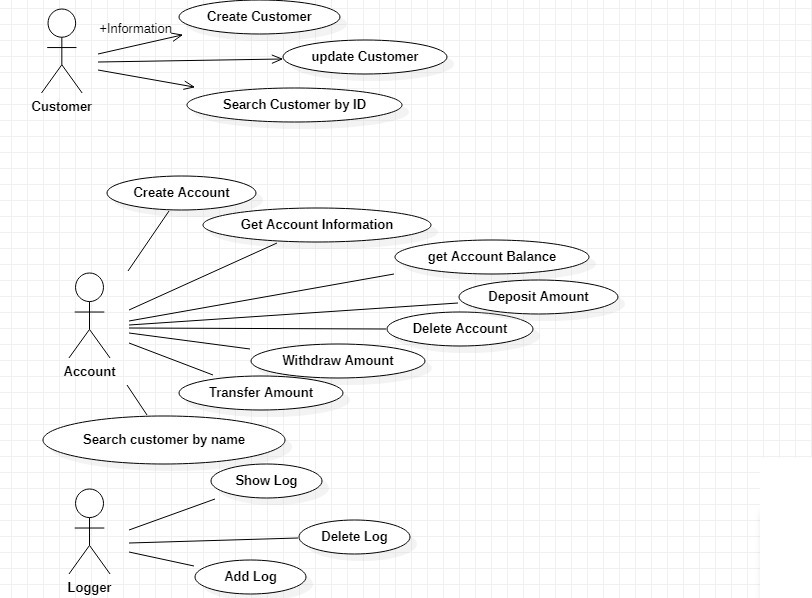 Create Customer
+Information
update Customer
Search Customer by ID
Customer
Create Account
Get Account Information
get Account Balance
Deposit Amount
Delete Account
Withdraw Amount
Account
Transfer Amount
Search customer by name
Show Log
Delete Log
Add Log
Logger